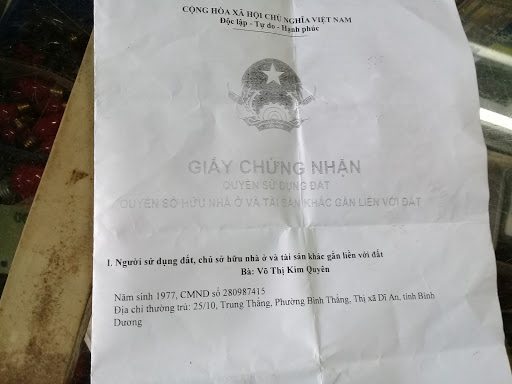 CỘNG HÒA XÃ HỘI CHỦ NGHĨA VIỆT NAM
Độc lập - Tự do - Hạnh phúc
GIẤY CHỨNG NHẬN
QUYỀN SỬ DỤNG ĐẤT
QUYỀN SỞ HỮU NHÀ Ở VÀ TÀI SẢN KHÁC GẮN LIỀN VỚI ĐẤT
I. Người sử dụng đất, chủ sở hữu nhà ở và tài sản khác gắn liền với đất
Bà: Võ Thị Kim Quyên
Năm sinh 1977, CMND số 280987415
Địa chỉ thường trú: 25/10, Trung Thắng, Phường Bình Thắng, Thị xã Dĩ An, tỉnh Bình
Dương